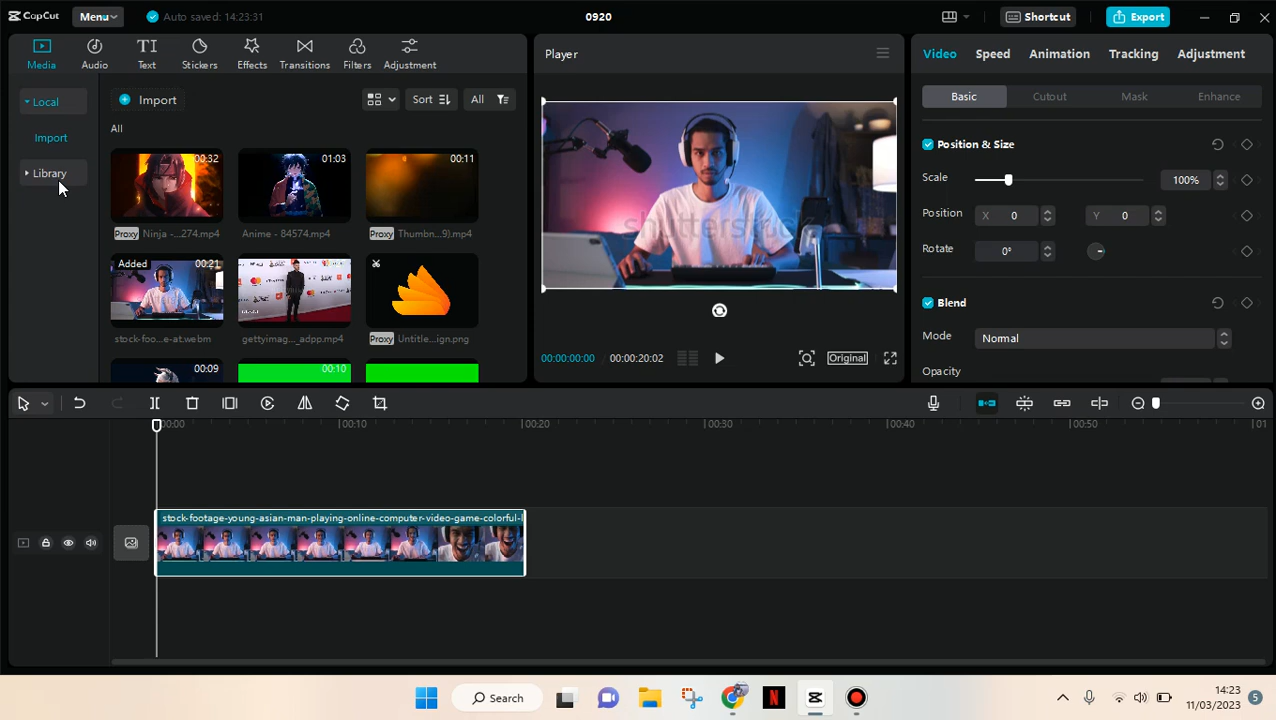 CapCut Menu Auto saved: 14:23:31 0920 Shortcut Export
Media Audio Text Stickers Effects Transitions Filters Adjustment
Local
Import
Library
Import Sort All
All
00:32 01:03 00:11
Proxy Ninja -...274.mp4 Anime - 84574.mp4 Proxy Thumbn...9).mp4
Added 00:21
stock-foo...e-at.webm gettyimag..._adpp.mp4 Proxy Untitle...ign.png
00:09 00:10
Player
shutterstock
00:00:00:00 00:00:20:02 Original
Video Speed Animation Tracking Adjustment
Basic Cutout Mask Enhance
Position & Size
Scale 100%
Position X 0 Y 0
Rotate 0°
Blend
Mode Normal
Opacity
00:00 00:10 00:20 00:30 00:40 00:50 01
stock-footage-young-asian-man-playing-online-computer-video-game-colorful-l
Search
14:23
11/03/2023 5